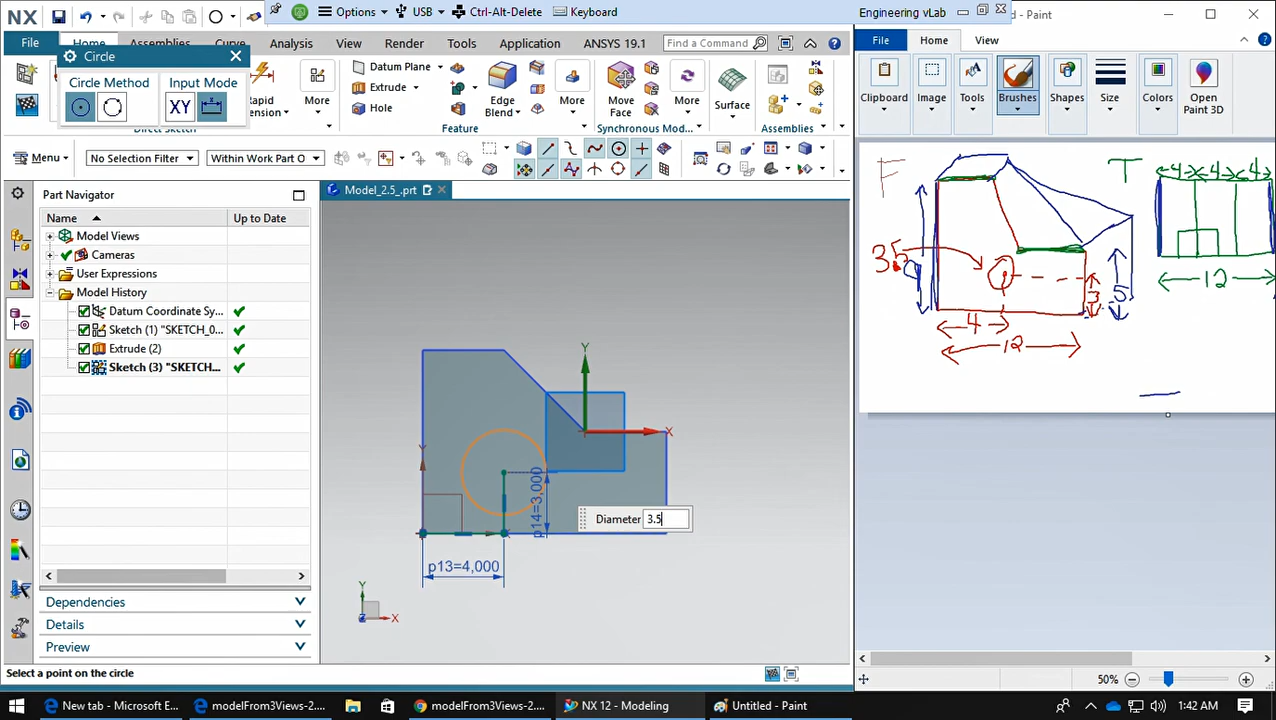 NX
Options
USB
Ctrl-Alt-Delete
Keyboard
Engineering vLab
d - Paint
File
Home
Assemblies
Curve
Analysis
View
Render
Tools
Application
ANSYS 19.1
Find a Command
File
Home
View
Circle
Circle Method
Input Mode
XY
Rapid
Dimension
More
Datum Plane
Extrude
Hole
Edge
Blend
More
Move
Face
More
Surface
Direct Sketch
Feature
Synchronous Mod...
Assemblies
Clipboard
Image
Tools
Brushes
Shapes
Size
Colors
Open
Paint 3D
Menu
No Selection Filter
Within Work Part O
Part Navigator
Model_2.5_.prt
Name
Up to Date
Model Views
Cameras
User Expressions
Model History
Datum Coordinate Sy...
Sketch (1) "SKETCH_0...
Extrude (2)
Sketch (3) "SKETCH...
Dependencies
Details
Preview
Y
X
Y
X
p14=3,000
p13=4,000
Diameter 3.5
Y
Z
X
F
3.5
3
.5
4
12
T
4 4 4
12
Select a point on the circle
50%
New tab - Microsoft E...
modelFrom3Views-2....
modelFrom3Views-2....
NX 12 - Modeling
Untitled - Paint
1:42 AM